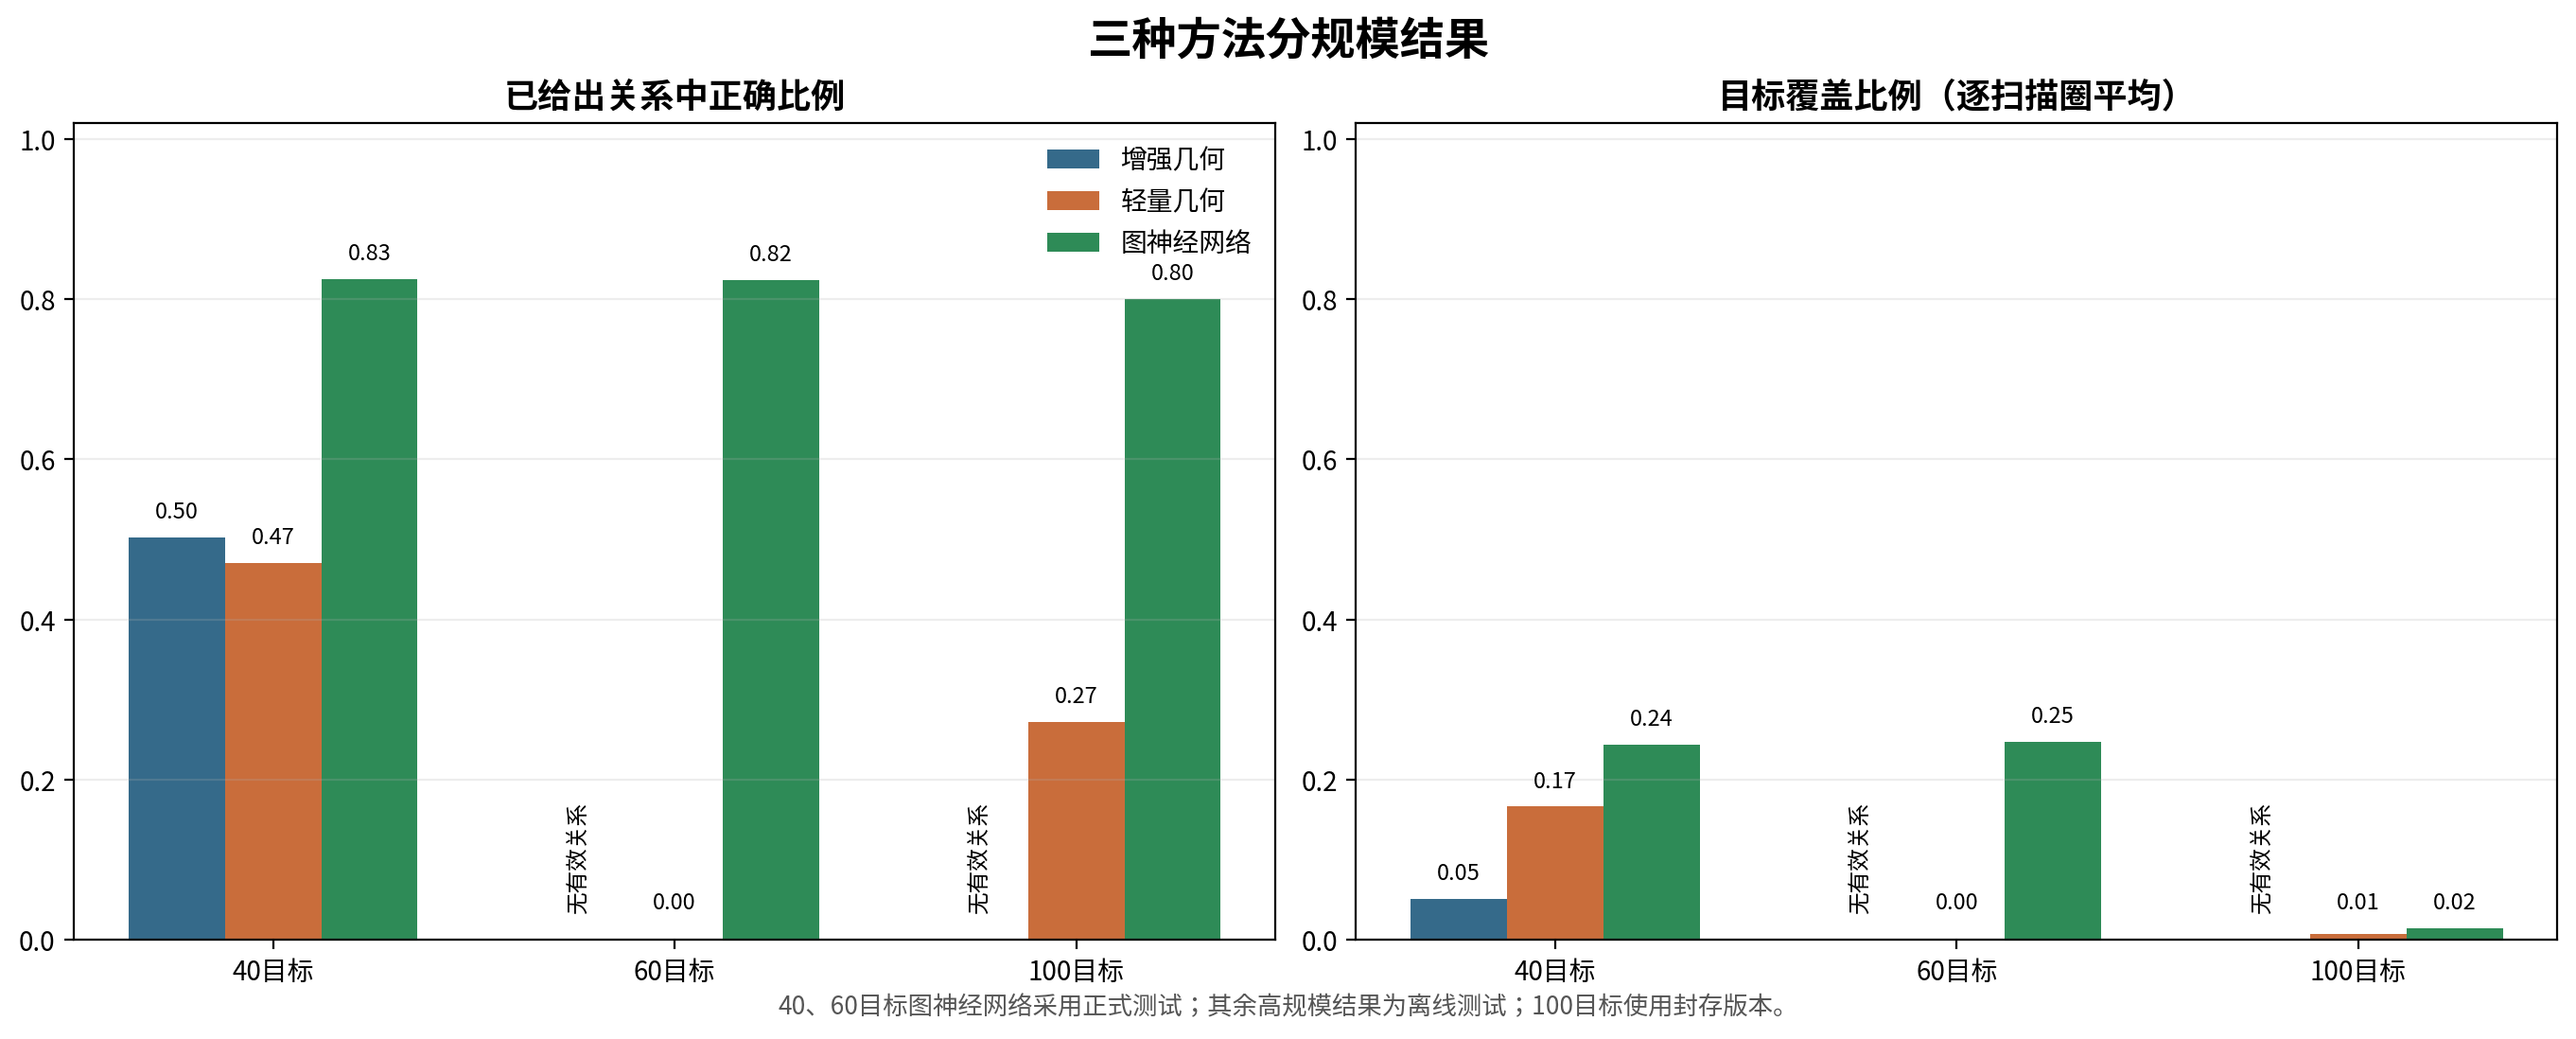 三种方法分规模结果
已给出关系中正确比例
1.0
0.8
0.6
0.4
0.2
0.0
增强几何
轻量几何
图神经网络
0.50
0.47
0.83
无有效关系
0.00
0.82
无有效关系
0.27
0.80
40目标
60目标
100目标
目标覆盖比例（逐扫描圈平均）
1.0
0.8
0.6
0.4
0.2
0.0
0.05
0.17
0.24
无有效关系
0.00
0.25
无有效关系
0.01
0.02
40目标
60目标
100目标
40、60目标图神经网络采用正式测试；其余高规模结果为离线测试；100目标使用封存版本。